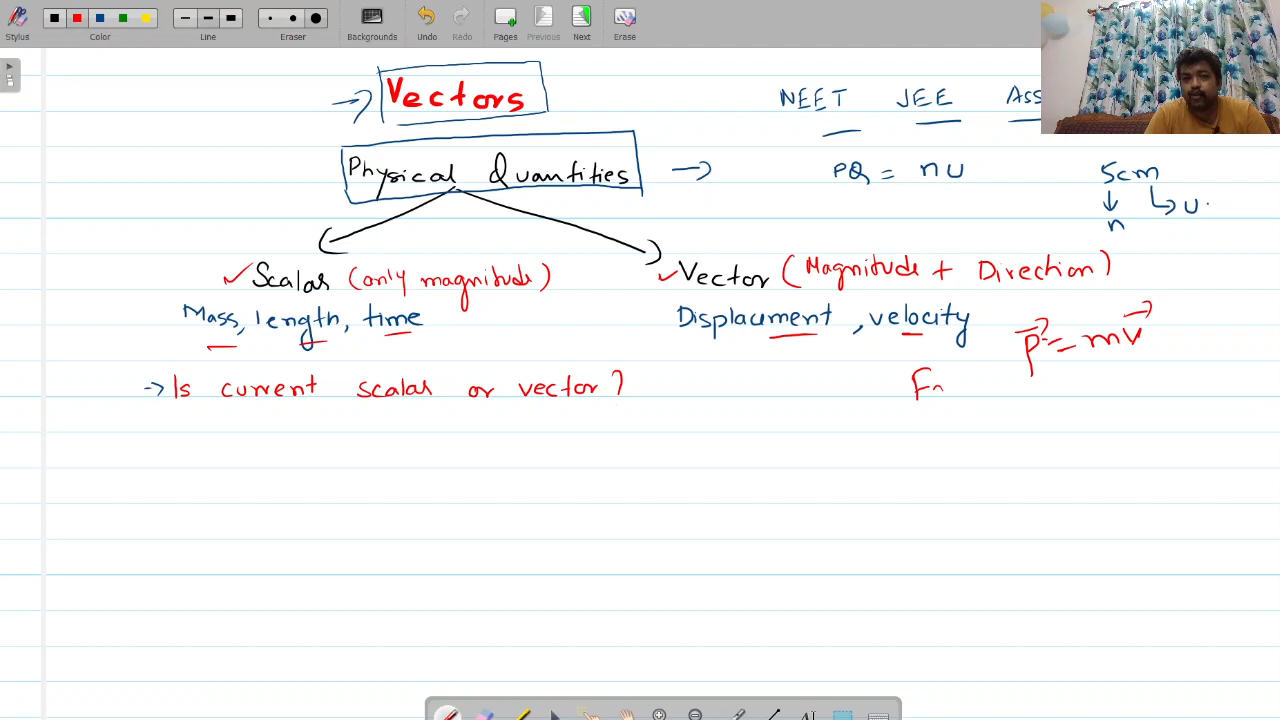 Stylus Color Line Eraser Backgrounds Undo Redo Pages Previous Next Erase
→ Vectors
NEET JEE Ass
Physical Quantities → PQ = nU
5cm
n U
✓Scalar (only magnitude)
✓Vector (Magnitude + Direction)
Mass, length, time
Displacement, velocity
p⃗ = mv⃗
→ Is current scalar or vector?
F